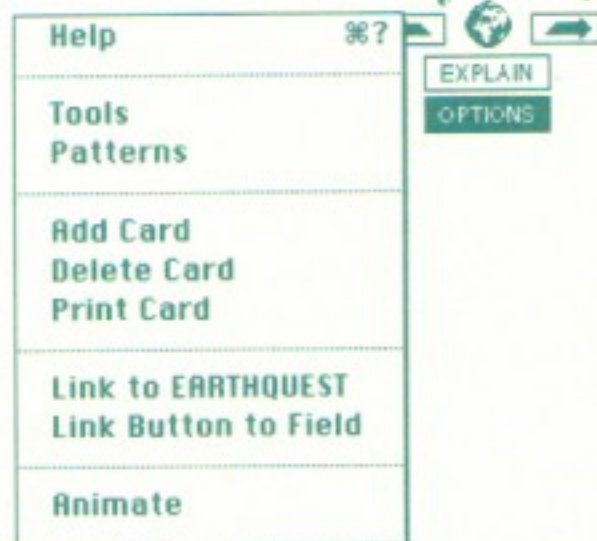 Help ⌘?
EXPLAIN
OPTIONS
Tools
Patterns
Add Card
Delete Card
Print Card
Link to EARTHQUEST
Link Button to Field
Animate